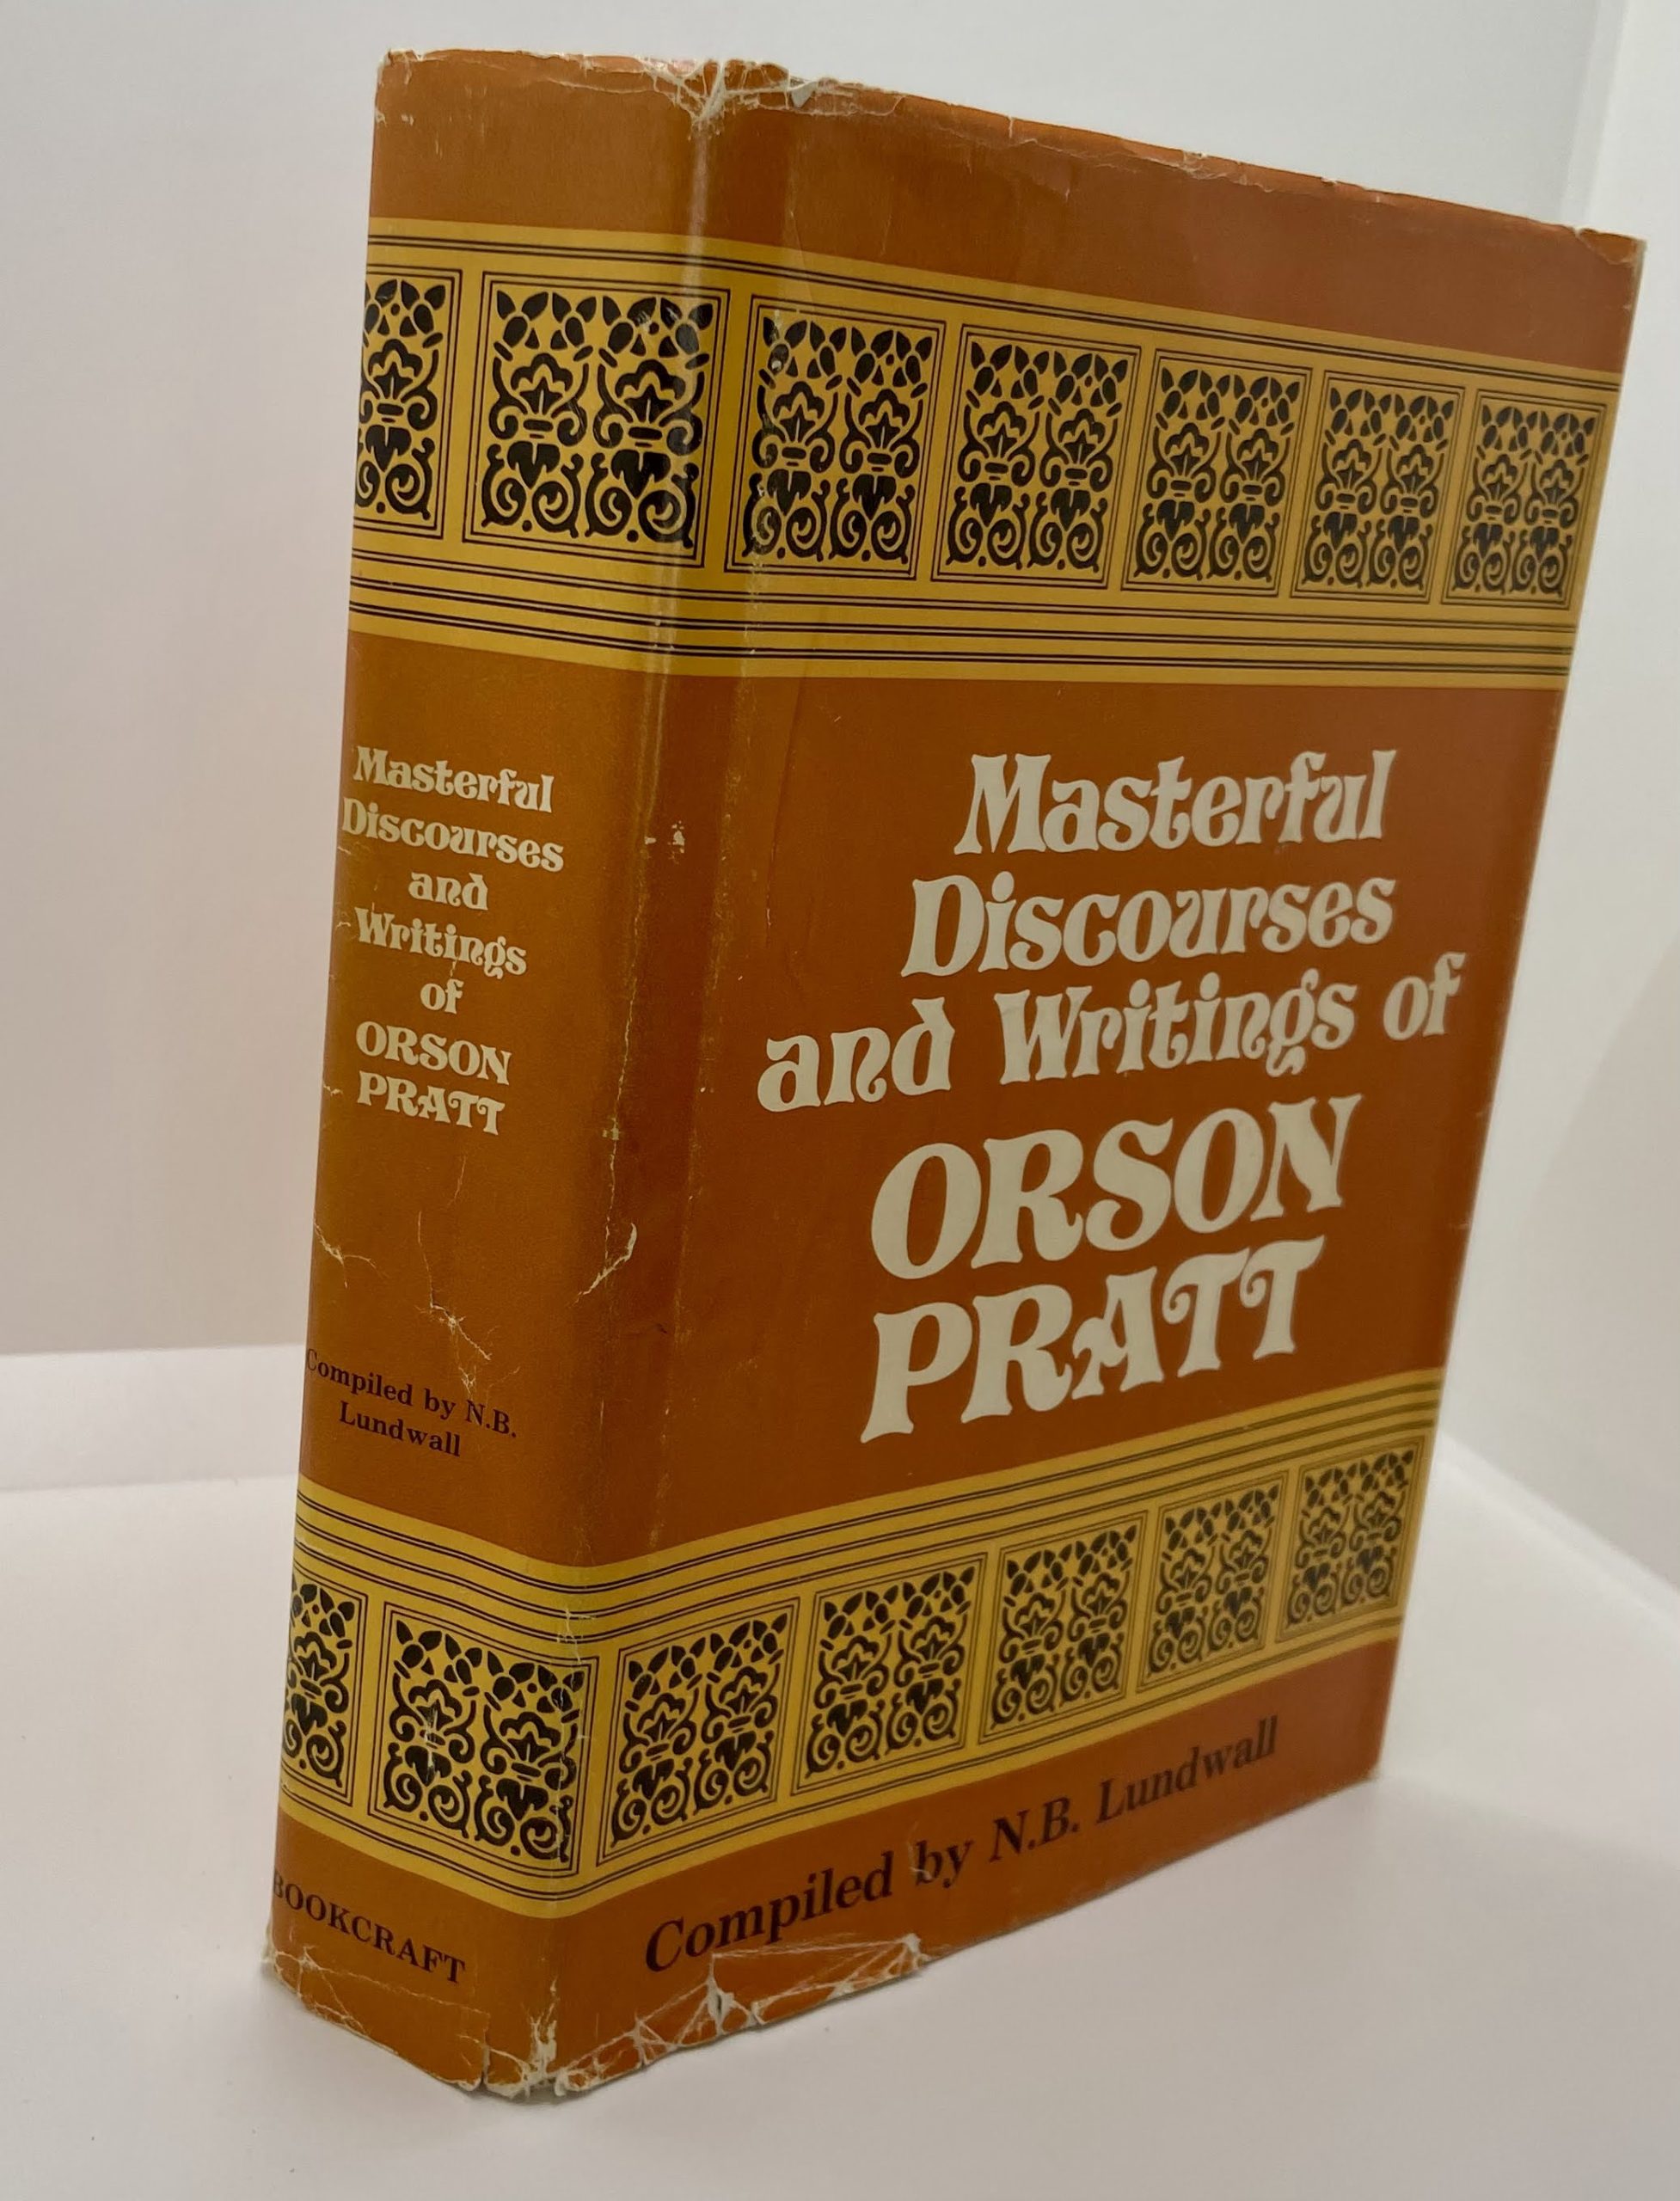 Masterful
Discourses
and
Writings
of
ORSON
PRATT
Compiled by N.B.
Lundwall
BOOKCRAFT
Masterful
Discourses
and Writings of
ORSON
PRATT
Compiled by N.B. Lundwall